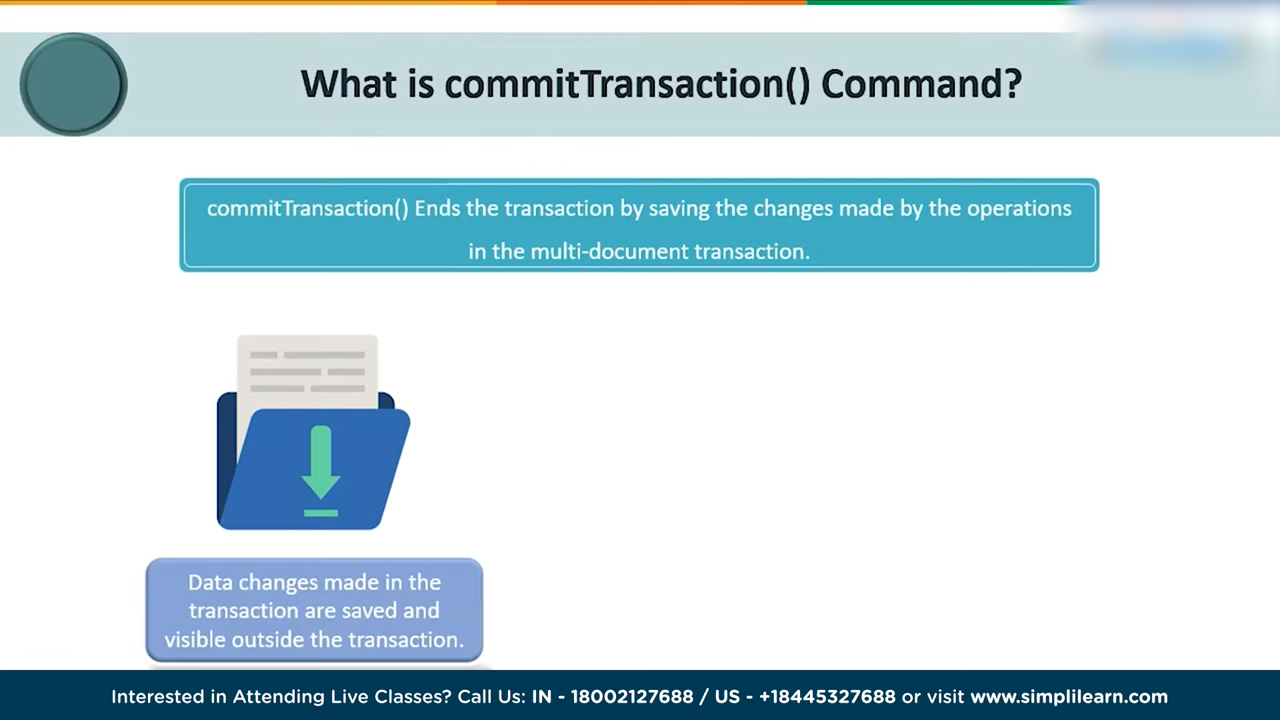 What is commitTransaction() Command?
commitTransaction() Ends the transaction by saving the changes made by the operations
in the multi-document transaction.
Data changes made in the
transaction are saved and
visible outside the transaction.
Interested in Attending Live Classes? Call Us: IN - 18002127688 / US - +18445327688 or visit www.simplilearn.com